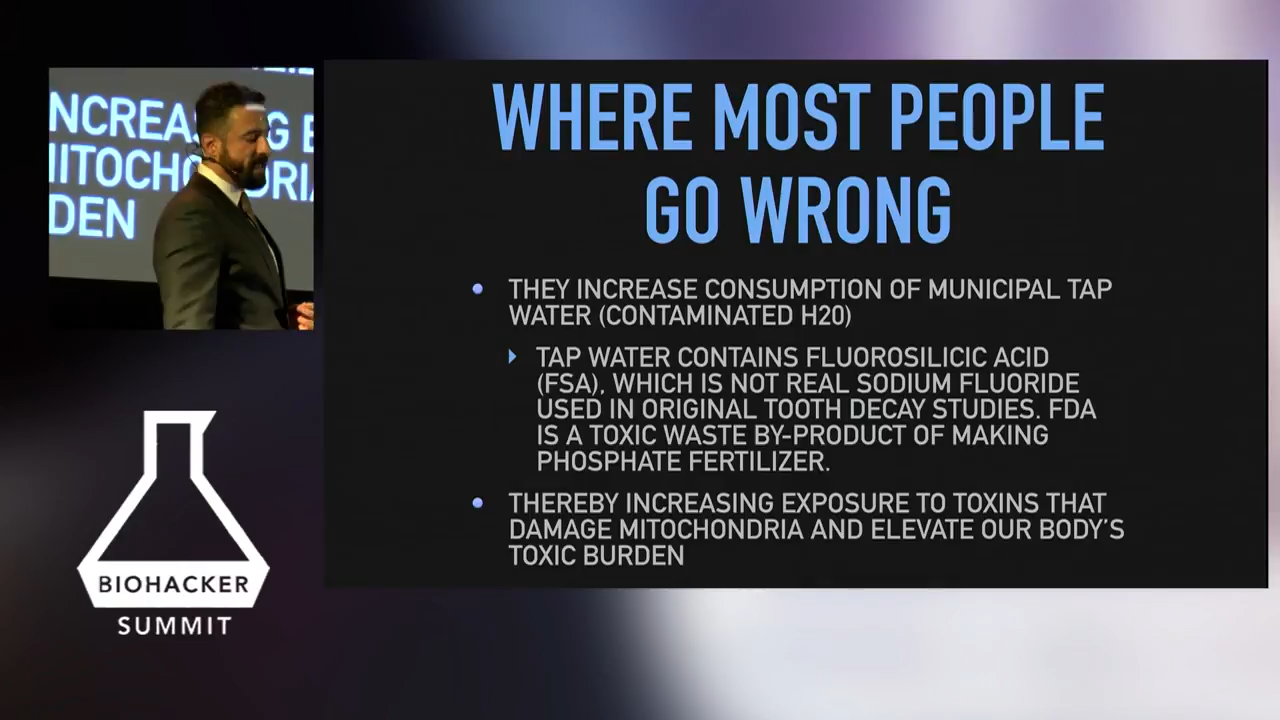 NCREASING E
MITOCHONDRIA
DEN
WHERE MOST PEOPLE
GO WRONG
THEY INCREASE CONSUMPTION OF MUNICIPAL TAP
WATER (CONTAMINATED H20)
TAP WATER CONTAINS FLUOROSILICIC ACID
(FSA), WHICH IS NOT REAL SODIUM FLUORIDE
USED IN ORIGINAL TOOTH DECAY STUDIES. FDA
IS A TOXIC WASTE BY-PRODUCT OF MAKING
PHOSPHATE FERTILIZER.
THEREBY INCREASING EXPOSURE TO TOXINS THAT
DAMAGE MITOCHONDRIA AND ELEVATE OUR BODY'S
TOXIC BURDEN
BIOHACKER
SUMMIT